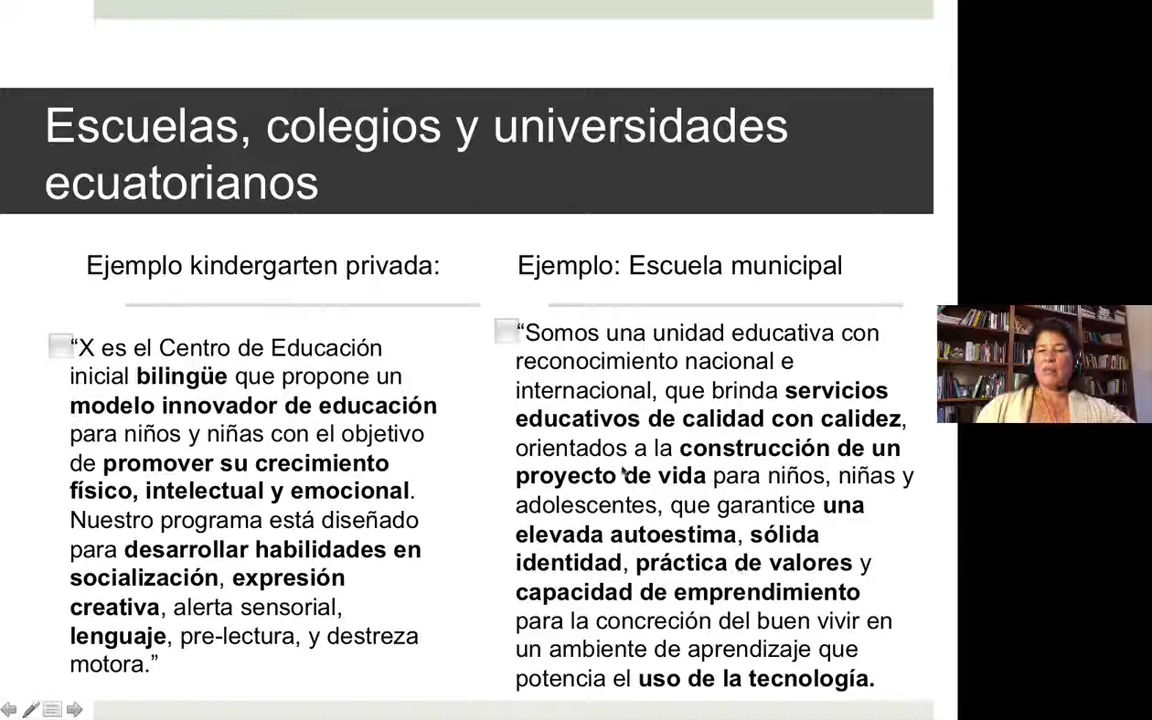 Escuelas, colegios y universidades
ecuatorianos
Ejemplo kindergarten privada:
“X es el Centro de Educación
inicial bilingüe que propone un
modelo innovador de educación
para niños y niñas con el objetivo
de promover su crecimiento
físico, intelectual y emocional.
Nuestro programa está diseñado
para desarrollar habilidades en
socialización, expresión
creativa, alerta sensorial,
lenguaje, pre-lectura, y destreza
motora.”
Ejemplo: Escuela municipal
“Somos una unidad educativa con
reconocimiento nacional e
internacional, que brinda servicios
educativos de calidad con calidez,
orientados a la construcción de un
proyecto de vida para niños, niñas y
adolescentes, que garantice una
elevada autoestima, sólida
identidad, práctica de valores y
capacidad de emprendimiento
para la concreción del buen vivir en
un ambiente de aprendizaje que
potencia el uso de la tecnología.